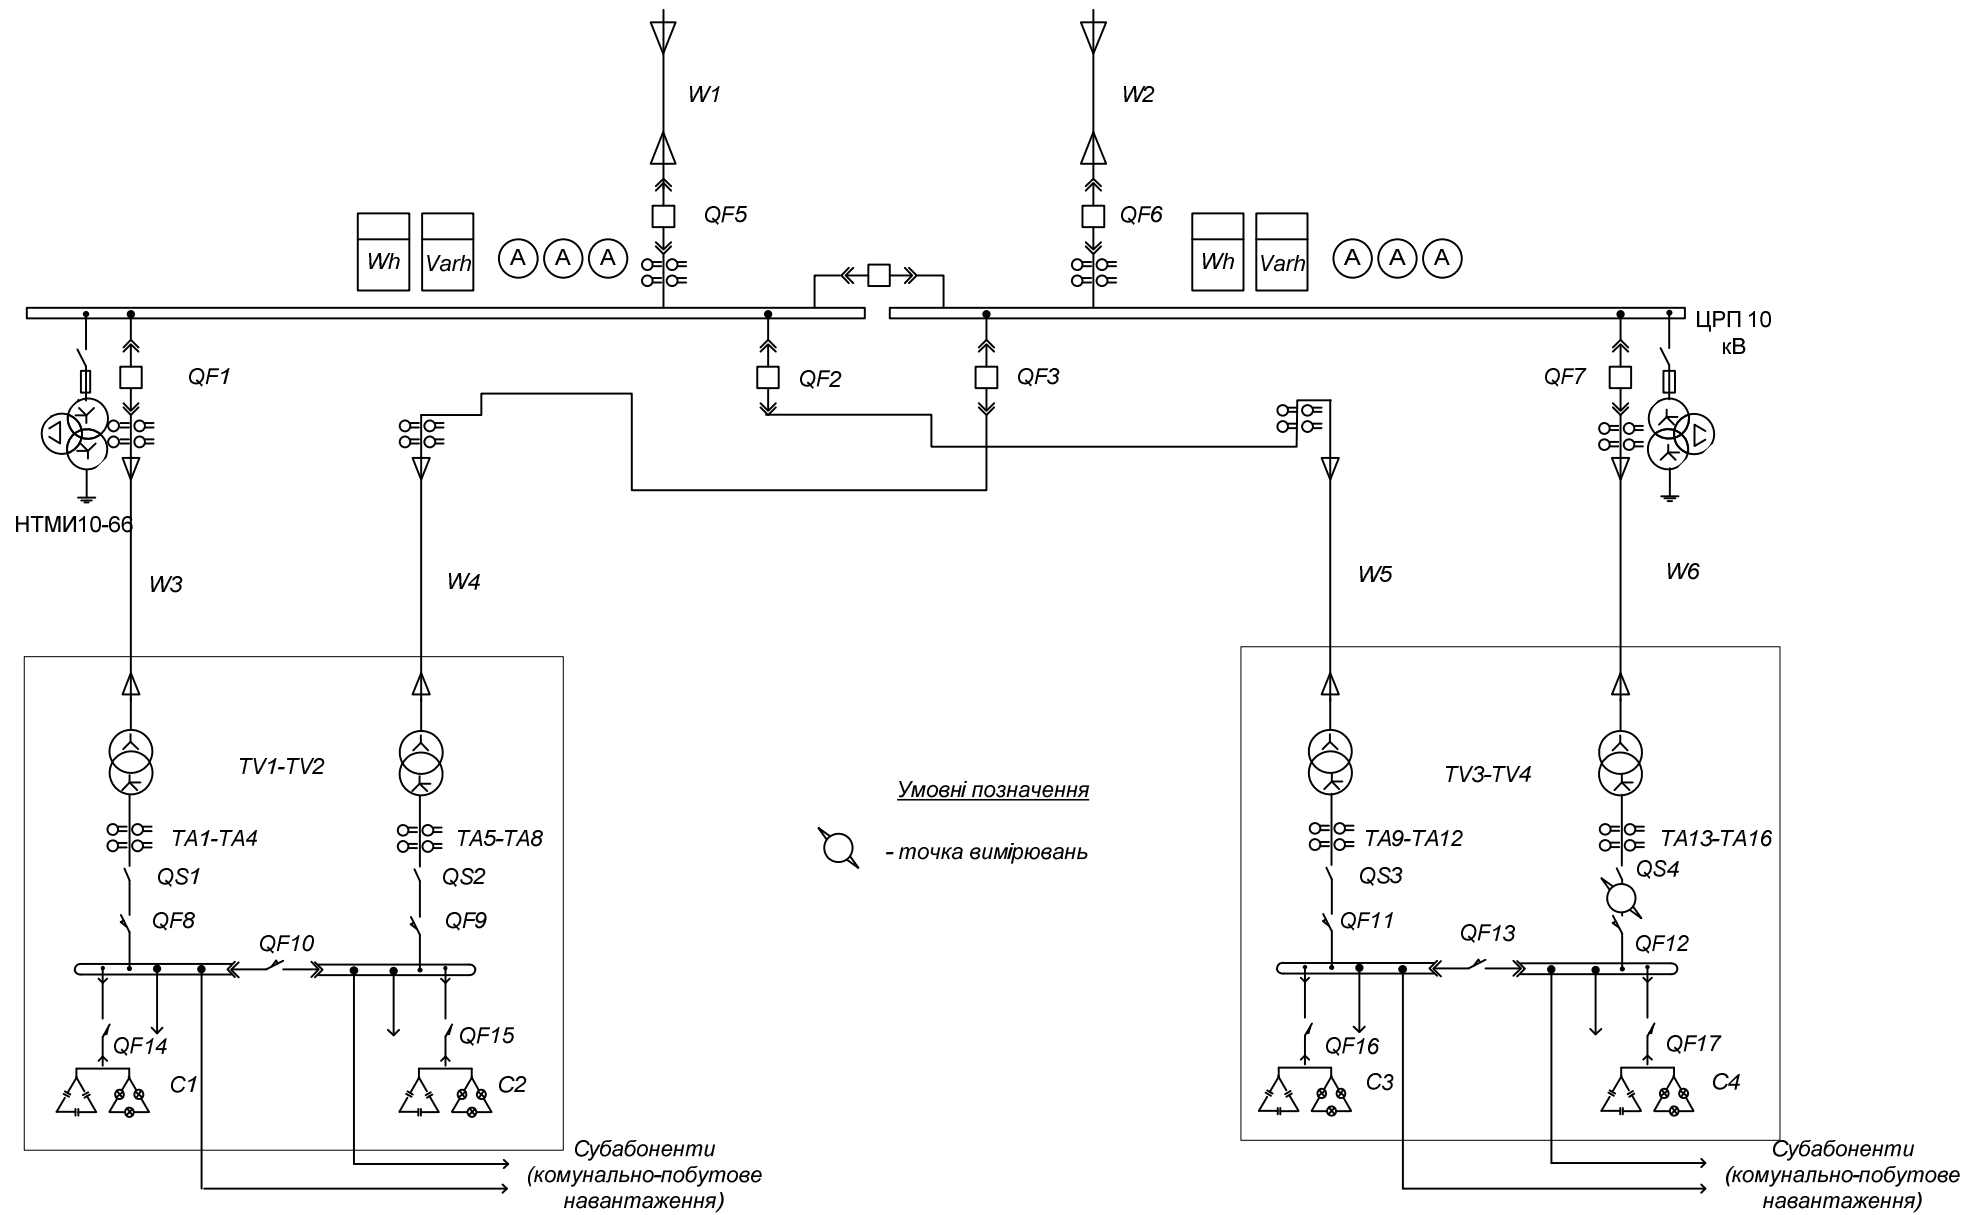 W1
W2
QF5
QF6
Wh
Varh
A
A
A
Wh
Varh
A
A
A
ЦРП 10
кВ
QF1
QF2
QF3
QF7
НТМИ10-66
W3
W4
W5
W6
TV1-TV2
TV3-TV4
Умовні позначення
- точка вимірювань
TA1-TA4
TA5-TA8
TA9-TA12
TA13-TA16
QS1
QS2
QS3
QS4
QF8
QF9
QF11
QF10
QF13
QF12
QF14
QF15
QF16
QF17
C1
C2
C3
C4
Субабоненти
(комунально-побутове
навантаження)
Субабоненти
(комунально-побутове
навантаження)